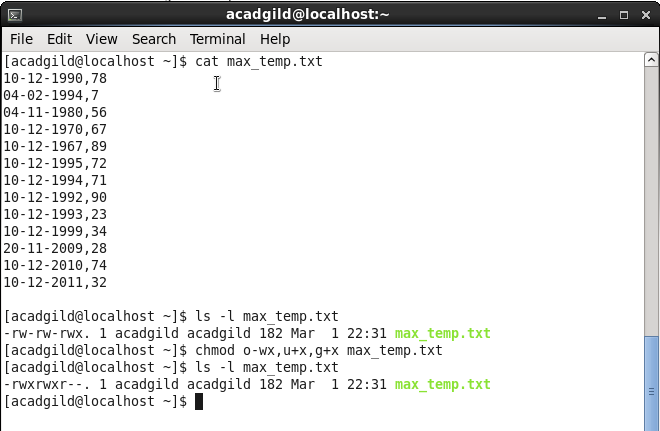 acadgild@localhost:~
File Edit View Search Terminal Help
[acadgild@localhost ~]$ cat max_temp.txt
10-12-1990,78
04-02-1994,7
04-11-1980,56
10-12-1970,67
10-12-1967,89
10-12-1995,72
10-12-1994,71
10-12-1992,90
10-12-1993,23
10-12-1999,34
20-11-2009,28
10-12-2010,74
10-12-2011,32
[acadgild@localhost ~]$ ls -l max_temp.txt
-rw-rw-rwx. 1 acadgild acadgild 182 Mar  1 22:31 max_temp.txt
[acadgild@localhost ~]$ chmod o-wx,u+x,g+x max_temp.txt
[acadgild@localhost ~]$ ls -l max_temp.txt
-rwxrwxr--. 1 acadgild acadgild 182 Mar  1 22:31 max_temp.txt
[acadgild@localhost ~]$